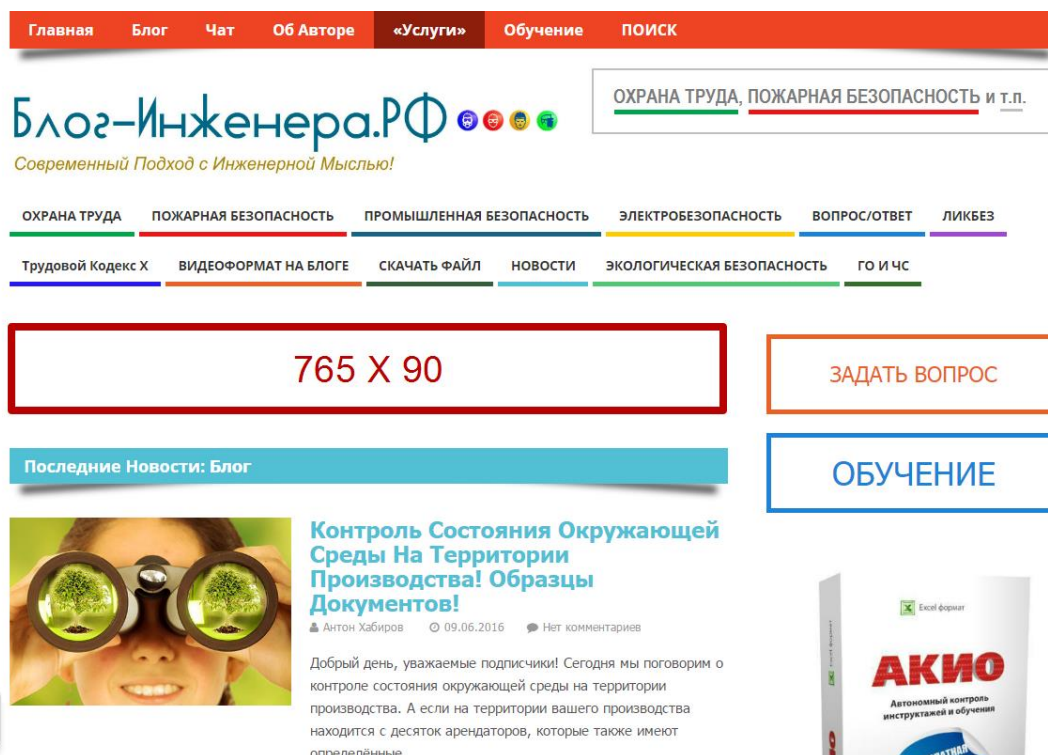 Главная Блог Чат Об Авторе «Услуги» Обучение ПОИСК
Блог-Инженера.РФ
Современный Подход с Инженерной Мыслью!
ОХРАНА ТРУДА, ПОЖАРНАЯ БЕЗОПАСНОСТЬ и т.п.
ОХРАНА ТРУДА ПОЖАРНАЯ БЕЗОПАСНОСТЬ ПРОМЫШЛЕННАЯ БЕЗОПАСНОСТЬ ЭЛЕКТРОБЕЗОПАСНОСТЬ ВОПРОС/ОТВЕТ ЛИКБЕЗ
Трудовой Кодекс X ВИДЕОФОРМАТ НА БЛОГЕ СКАЧАТЬ ФАЙЛ НОВОСТИ ЭКОЛОГИЧЕСКАЯ БЕЗОПАСНОСТЬ ГО И ЧС
765 X 90
Последние Новости: Блог
Контроль Состояния Окружающей
Среды На Территории
Производства! Образцы
Документов!
Антон Хабиров 09.06.2016 Нет комментариев
Добрый день, уважаемые подписчики! Сегодня мы поговорим о
контроле состояния окружающей среды на территории
производства. А если на территории вашего производства
находится с десяток арендаторов, которые также имеют
определённые
ЗАДАТЬ ВОПРОС
ОБУЧЕНИЕ
Excel формат
АКИО
Автономный контроль
инструктажей и обучения